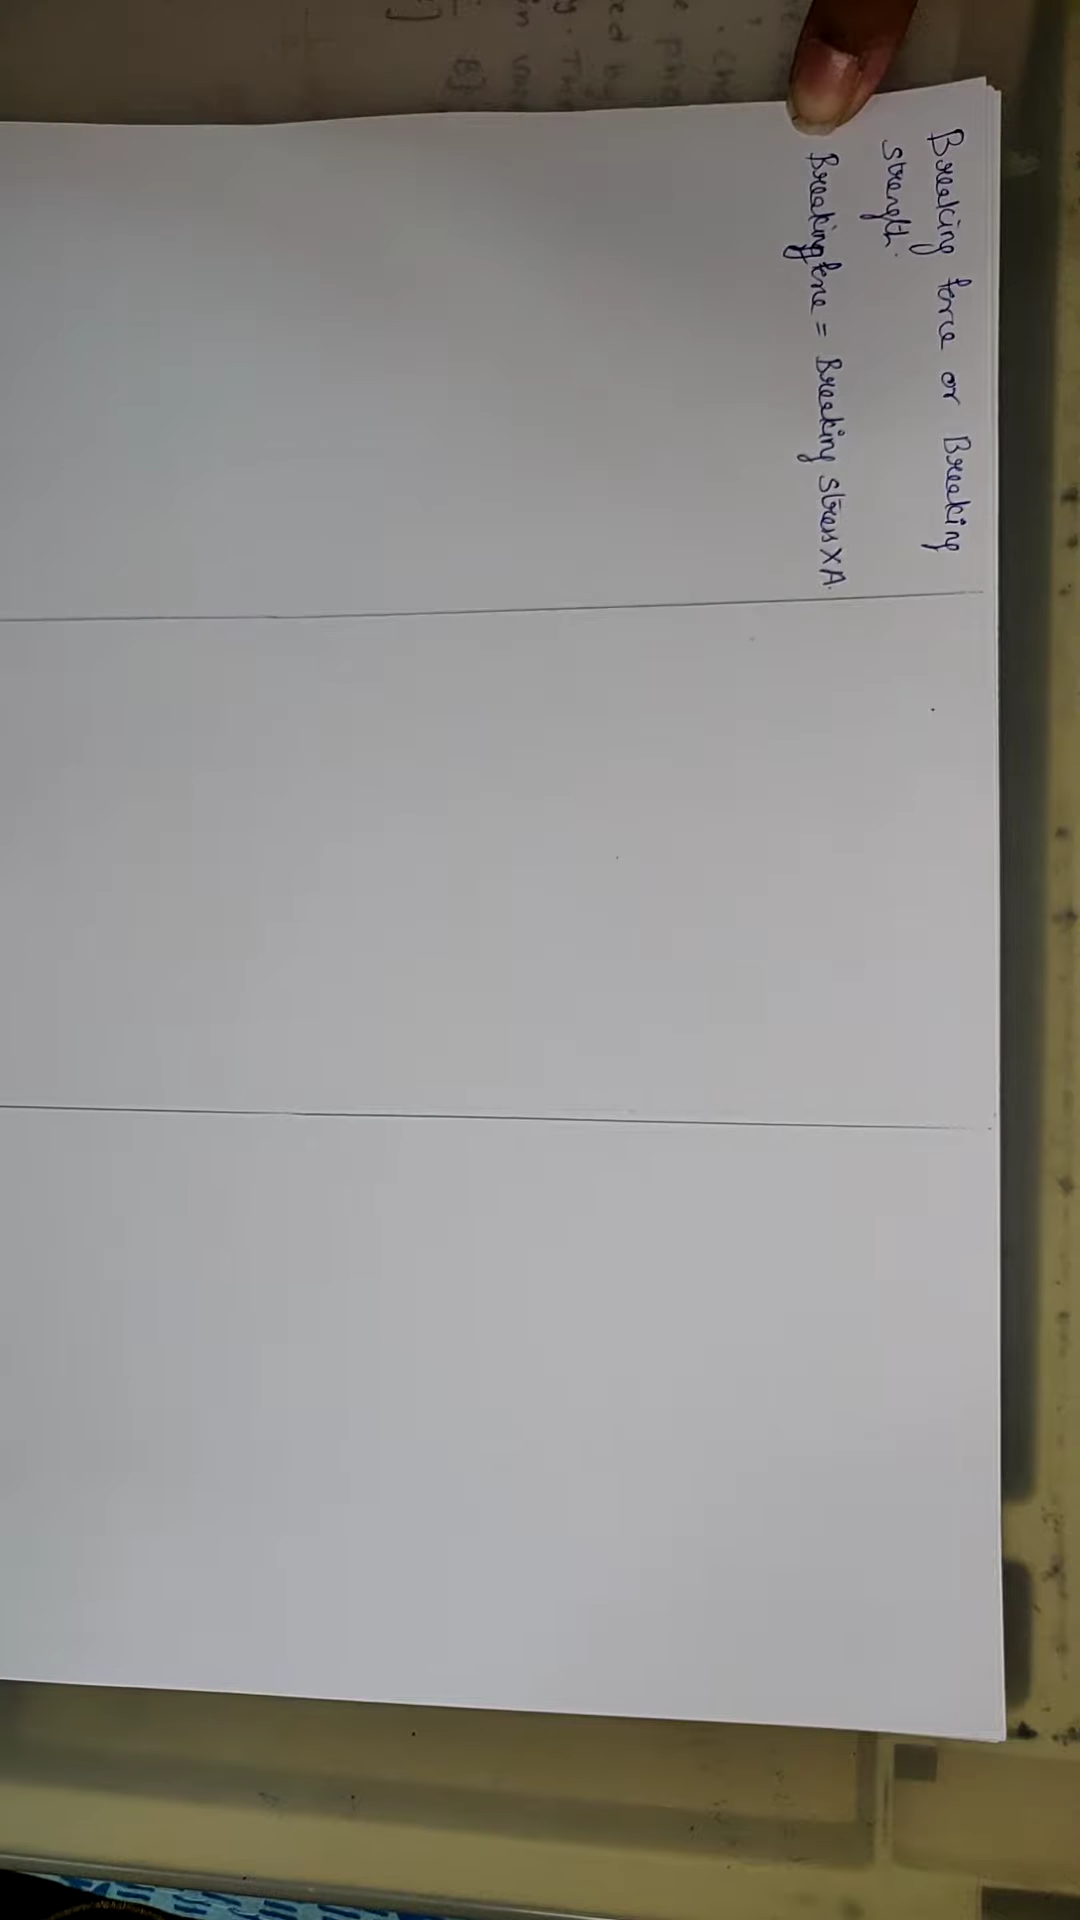 Breaking force or Breaking
strength.
Breaking force = Breaking stress X A.